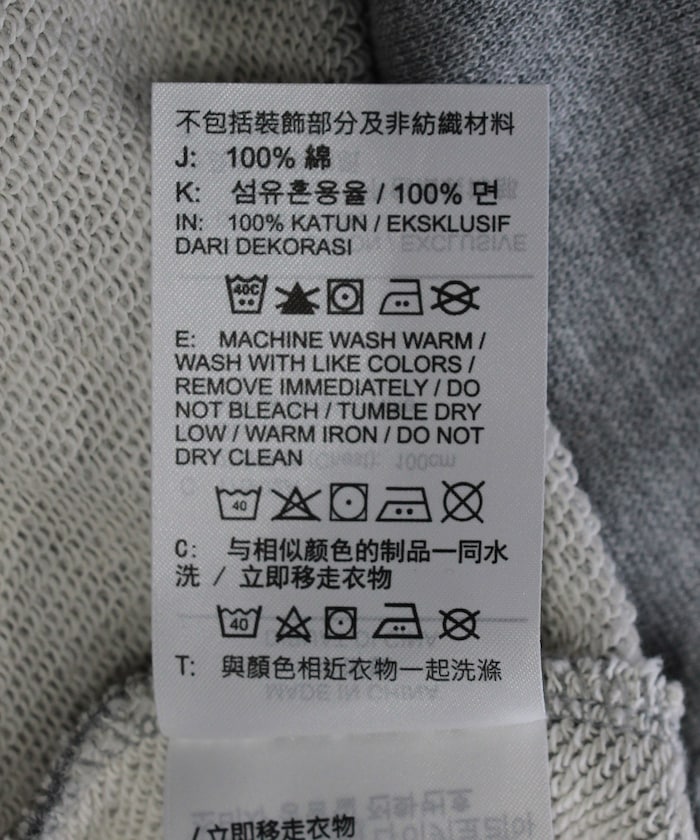 不包括裝飾部分及非紡織材料
J: 100% 綿
K: 섬유혼용율 / 100% 면
IN: 100% KATUN / EKSKLUSIF
DARI DEKORASI
40C
E: MACHINE WASH WARM /
WASH WITH LIKE COLORS /
REMOVE IMMEDIATELY / DO
NOT BLEACH / TUMBLE DRY
LOW / WARM IRON / DO NOT
DRY CLEAN
40
C: 与相似颜色的制品一同水
洗 / 立即移走衣物
40
T: 與顏色相近衣物一起洗滌
/立即移走衣物